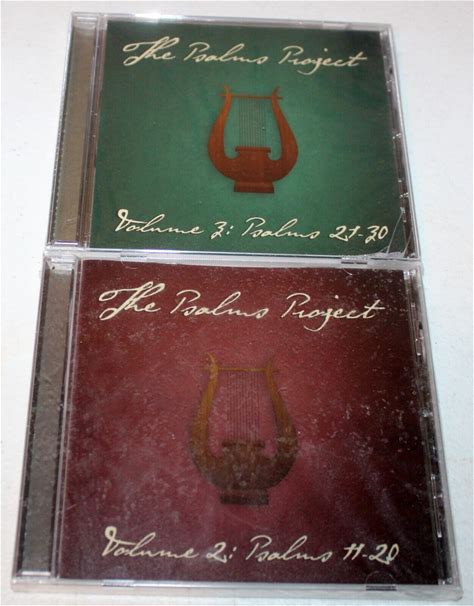 The Psalms Project
Volume 3: Psalms 21-30
The Psalms Project
Volume 2: Psalms 11-20